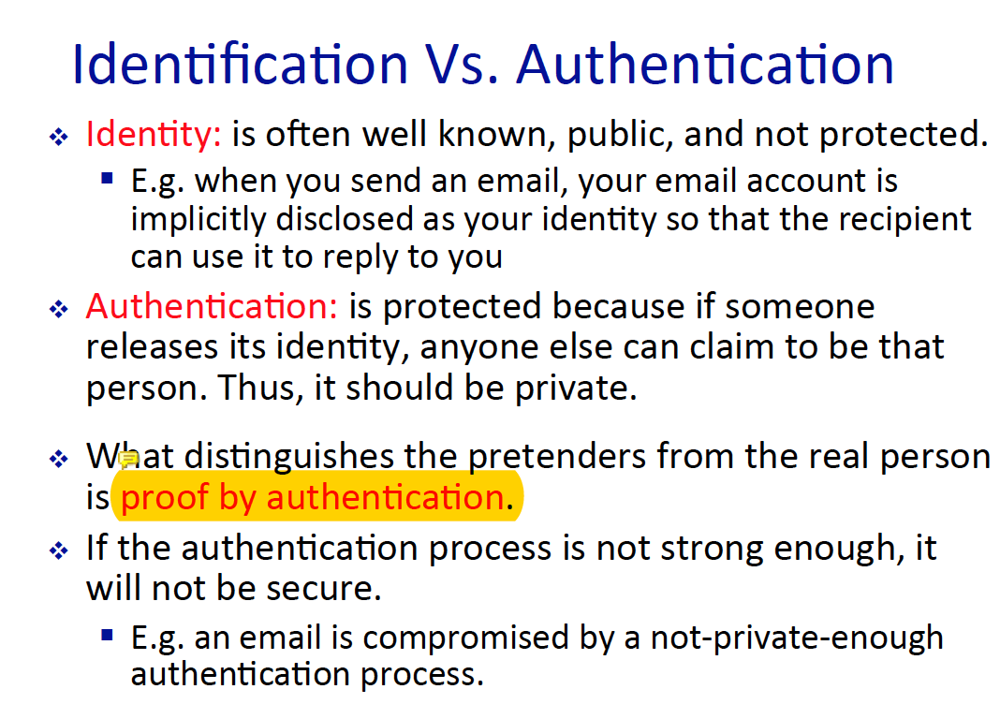 Identification Vs. Authentication
Identity: is often well known, public, and not protected.
E.g. when you send an email, your email account is
implicitly disclosed as your identity so that the recipient
can use it to reply to you
Authentication: is protected because if someone
releases its identity, anyone else can claim to be that
person. Thus, it should be private.
What distinguishes the pretenders from the real person
is proof by authentication.
If the authentication process is not strong enough, it
will not be secure.
E.g. an email is compromised by a not-private-enough
authentication process.